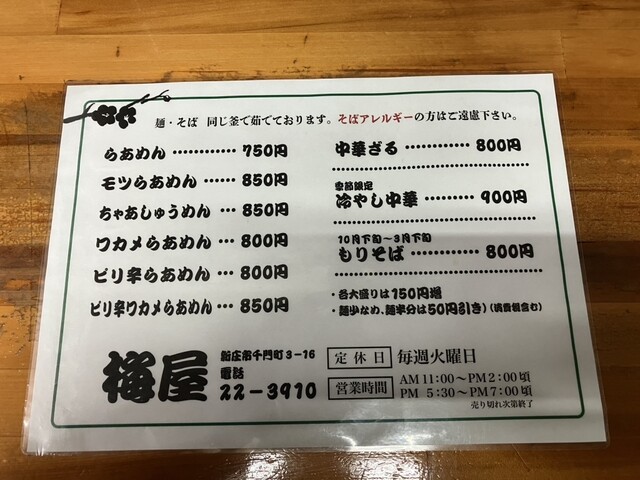 麺・そば 同じ釜で茹でております。そばアレルギーの方はご遠慮下さい。
らあめん ………… 750円
モツらあめん …… 850円
ちゃあしゅうめん … 850円
ワカメらあめん … 800円
ピリ辛らあめん … 800円
ピリ辛ワカメらあめん … 850円
中華ざる ………… 800円
季節限定
冷やし中華 ……… 900円
10月下旬～3月下旬
もりそば ………… 800円
・各大盛りは150円増
・麺少なめ、麺半分は50円引き）（消費税含む）
梅屋
新庄市千門町3-16
電話
22-3910
定休日 毎週火曜日
営業時間 AM11:00～PM2:00頃
PM 5:30～PM7:00頃
売り切れ次第終了